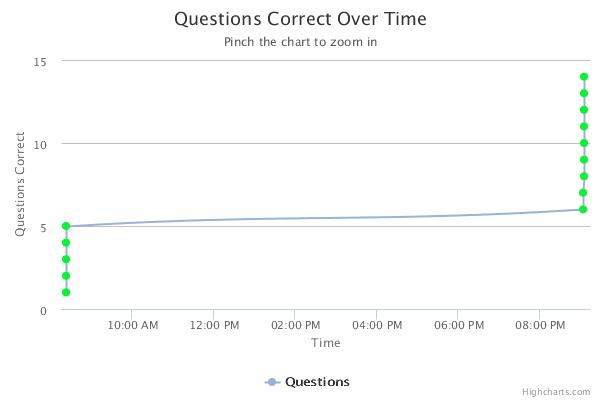 Questions Correct Over Time
Pinch the chart to zoom in
Questions Correct
15
10
5
0
10:00 AM 12:00 PM 02:00 PM 04:00 PM 06:00 PM 08:00 PM
Time
Questions
Highcharts.com